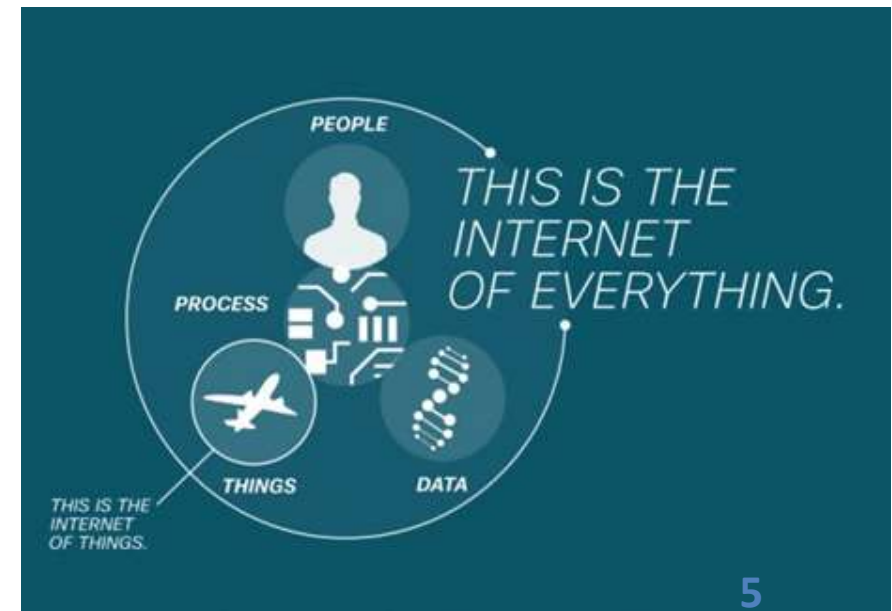 PEOPLE
THIS IS THE
INTERNET
OF EVERYTHING.
PROCESS
THINGS
DATA
THIS IS THE
INTERNET
OF THINGS.
5